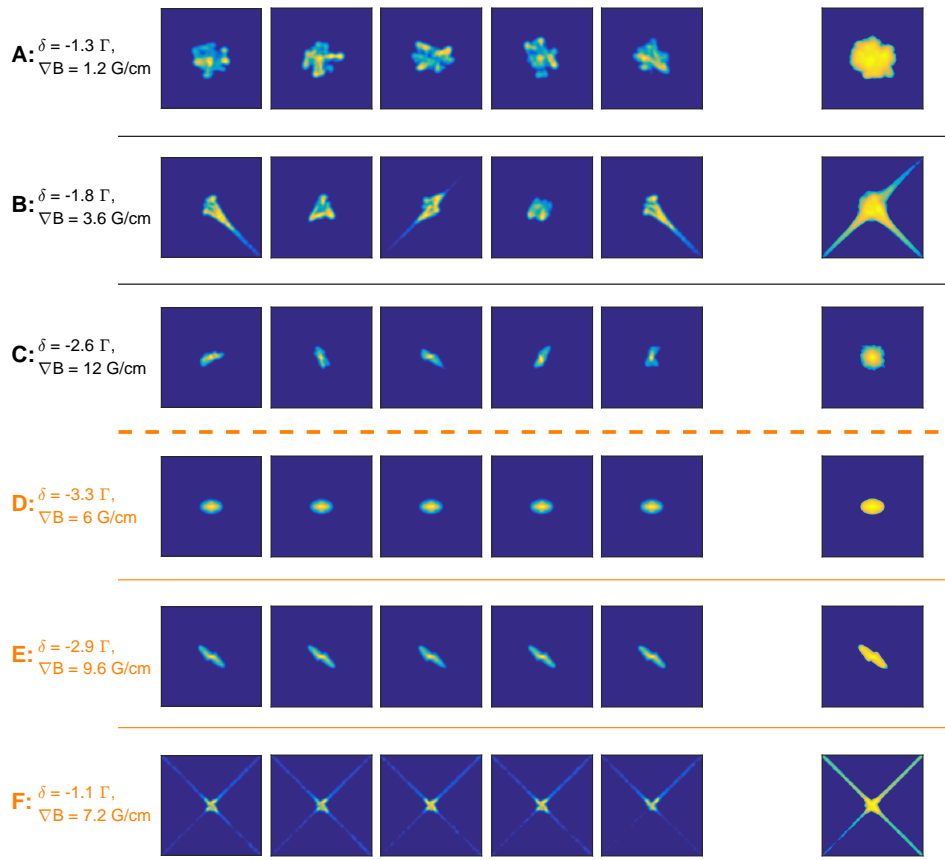 A: δ = -1.3 Γ,
∇B = 1.2 G/cm
B: δ = -1.8 Γ,
∇B = 3.6 G/cm
C: δ = -2.6 Γ,
∇B = 12 G/cm
D: δ = -3.3 Γ,
∇B = 6 G/cm
E: δ = -2.9 Γ,
∇B = 9.6 G/cm
F: δ = -1.1 Γ,
∇B = 7.2 G/cm